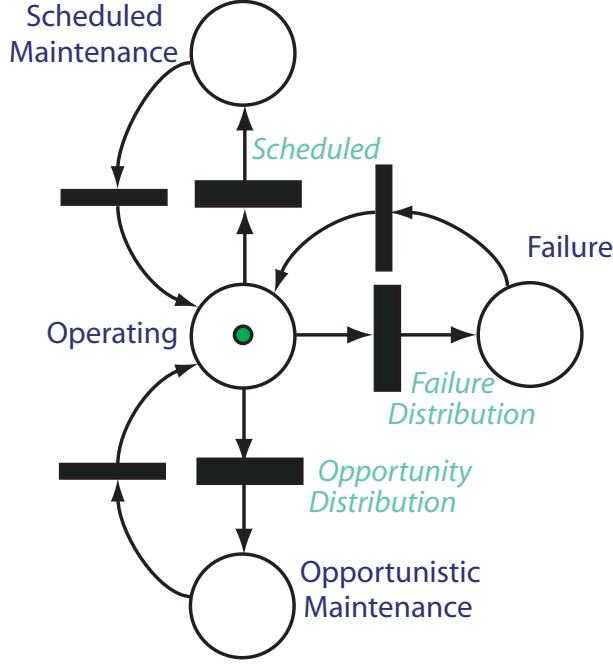 Scheduled
Maintenance
Scheduled
Failure
Operating
Failure
Distribution
Opportunity
Distribution
Opportunistic
Maintenance